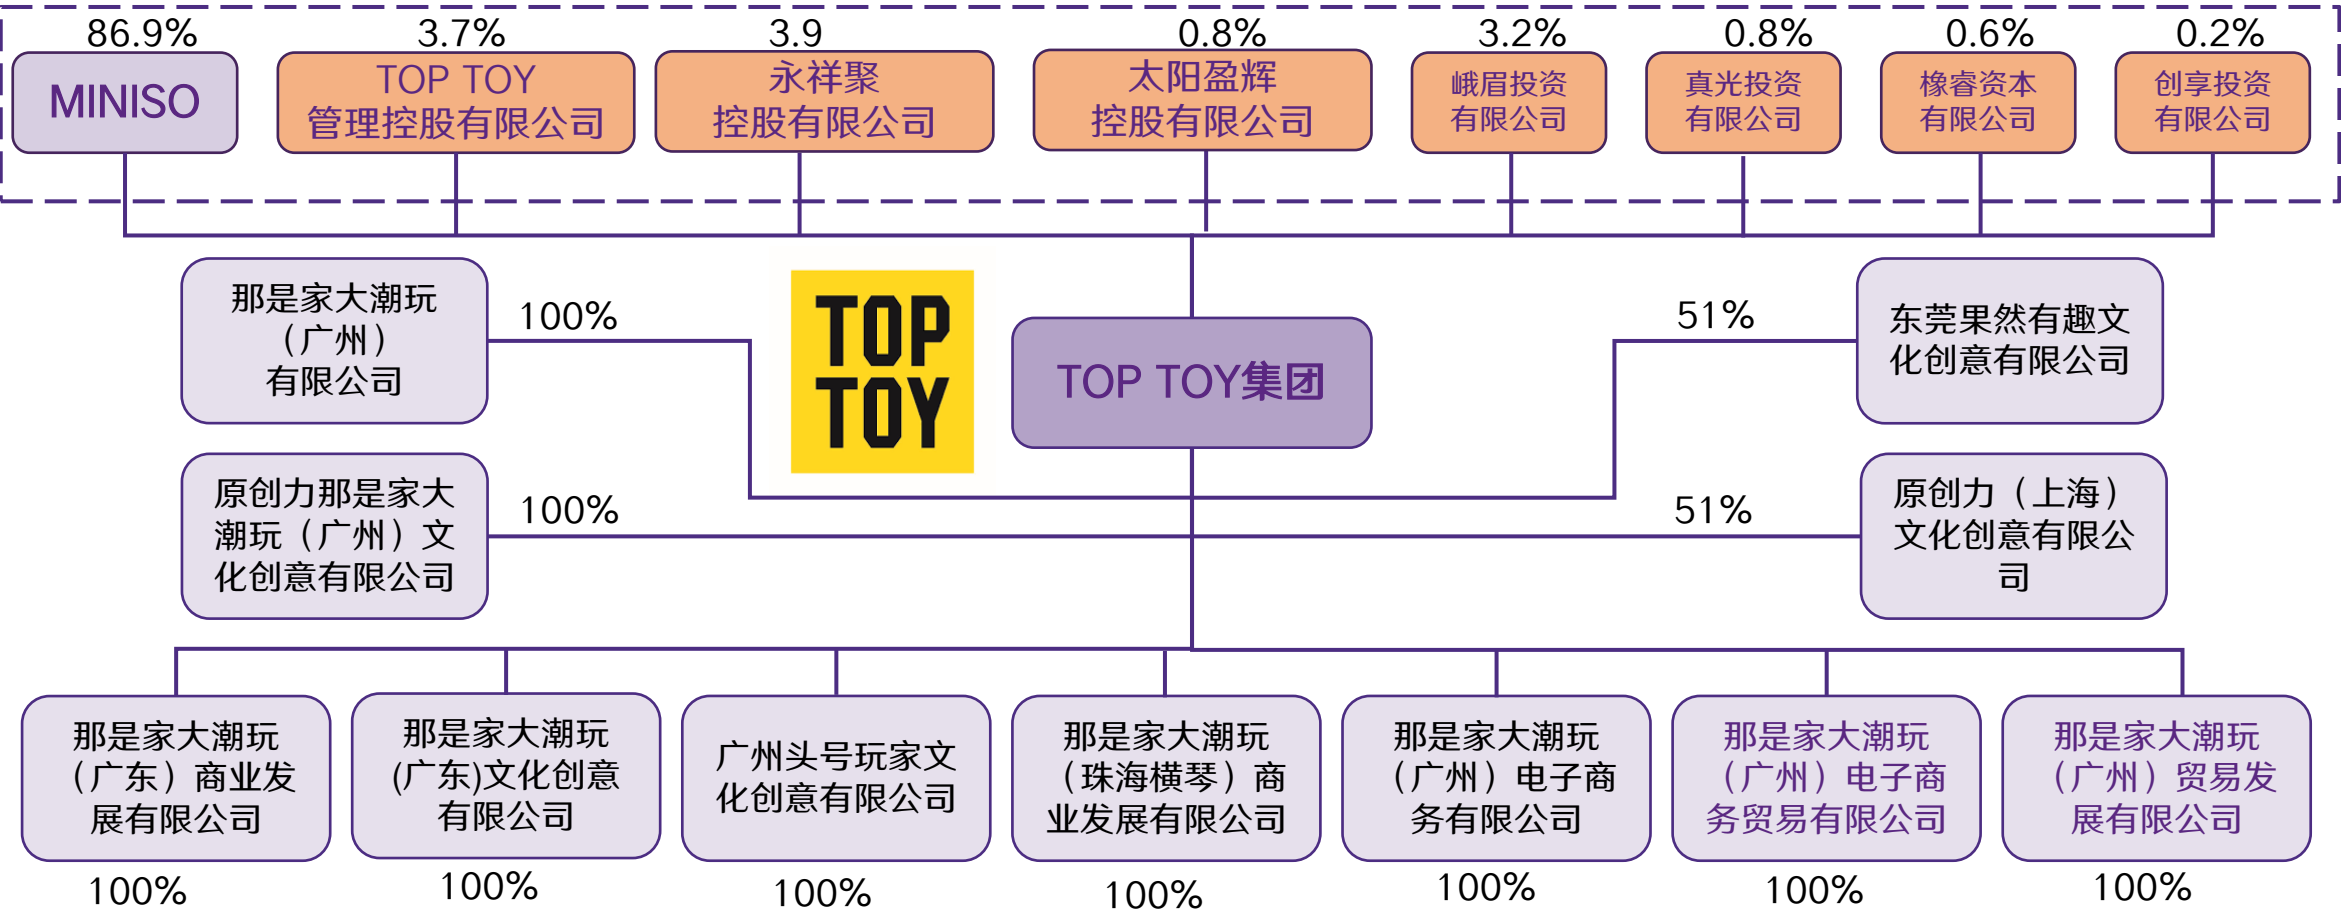 86.9%
3.7%
3.9
0.8%
3.2%
0.8%
0.6%
0.2%
MINISO
TOP TOY
管理控股有限公司
永祥聚
控股有限公司
太阳盈辉
控股有限公司
峨眉投资
有限公司
真光投资
有限公司
橡睿资本
有限公司
创享投资
有限公司
那是家大潮玩
（广州）
有限公司
100%
TOP
TOY
TOP TOY集团
51%
东莞果然有趣文
化创意有限公司
原创力那是家大
潮玩（广州）文
化创意有限公司
100%
51%
原创力（上海）
文化创意有限公
司
那是家大潮玩
（广东）商业发
展有限公司
那是家大潮玩
(广东)文化创意
有限公司
广州头号玩家文
化创意有限公司
那是家大潮玩
（珠海横琴）商
业发展有限公司
那是家大潮玩
（广州）电子商
务有限公司
那是家大潮玩
（广州）电子商
务贸易有限公司
那是家大潮玩
（广州）贸易发
展有限公司
100%
100%
100%
100%
100%
100%
100%